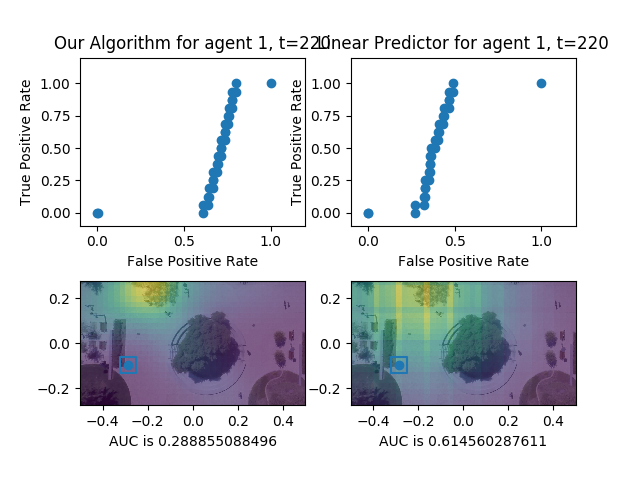 Our Algorithm for agent 1, t=220
Linear Predictor for agent 1, t=220
True Positive Rate
1.00
0.75
0.50
0.25
0.00
0.0 0.5 1.0
False Positive Rate
True Positive Rate
1.00
0.75
0.50
0.25
0.00
0.0 0.5 1.0
False Positive Rate
0.2
0.0
−0.2
−0.4 −0.2 0.0 0.2 0.4
AUC is 0.288855088496
0.2
0.0
−0.2
−0.4 −0.2 0.0 0.2 0.4
AUC is 0.614560287611